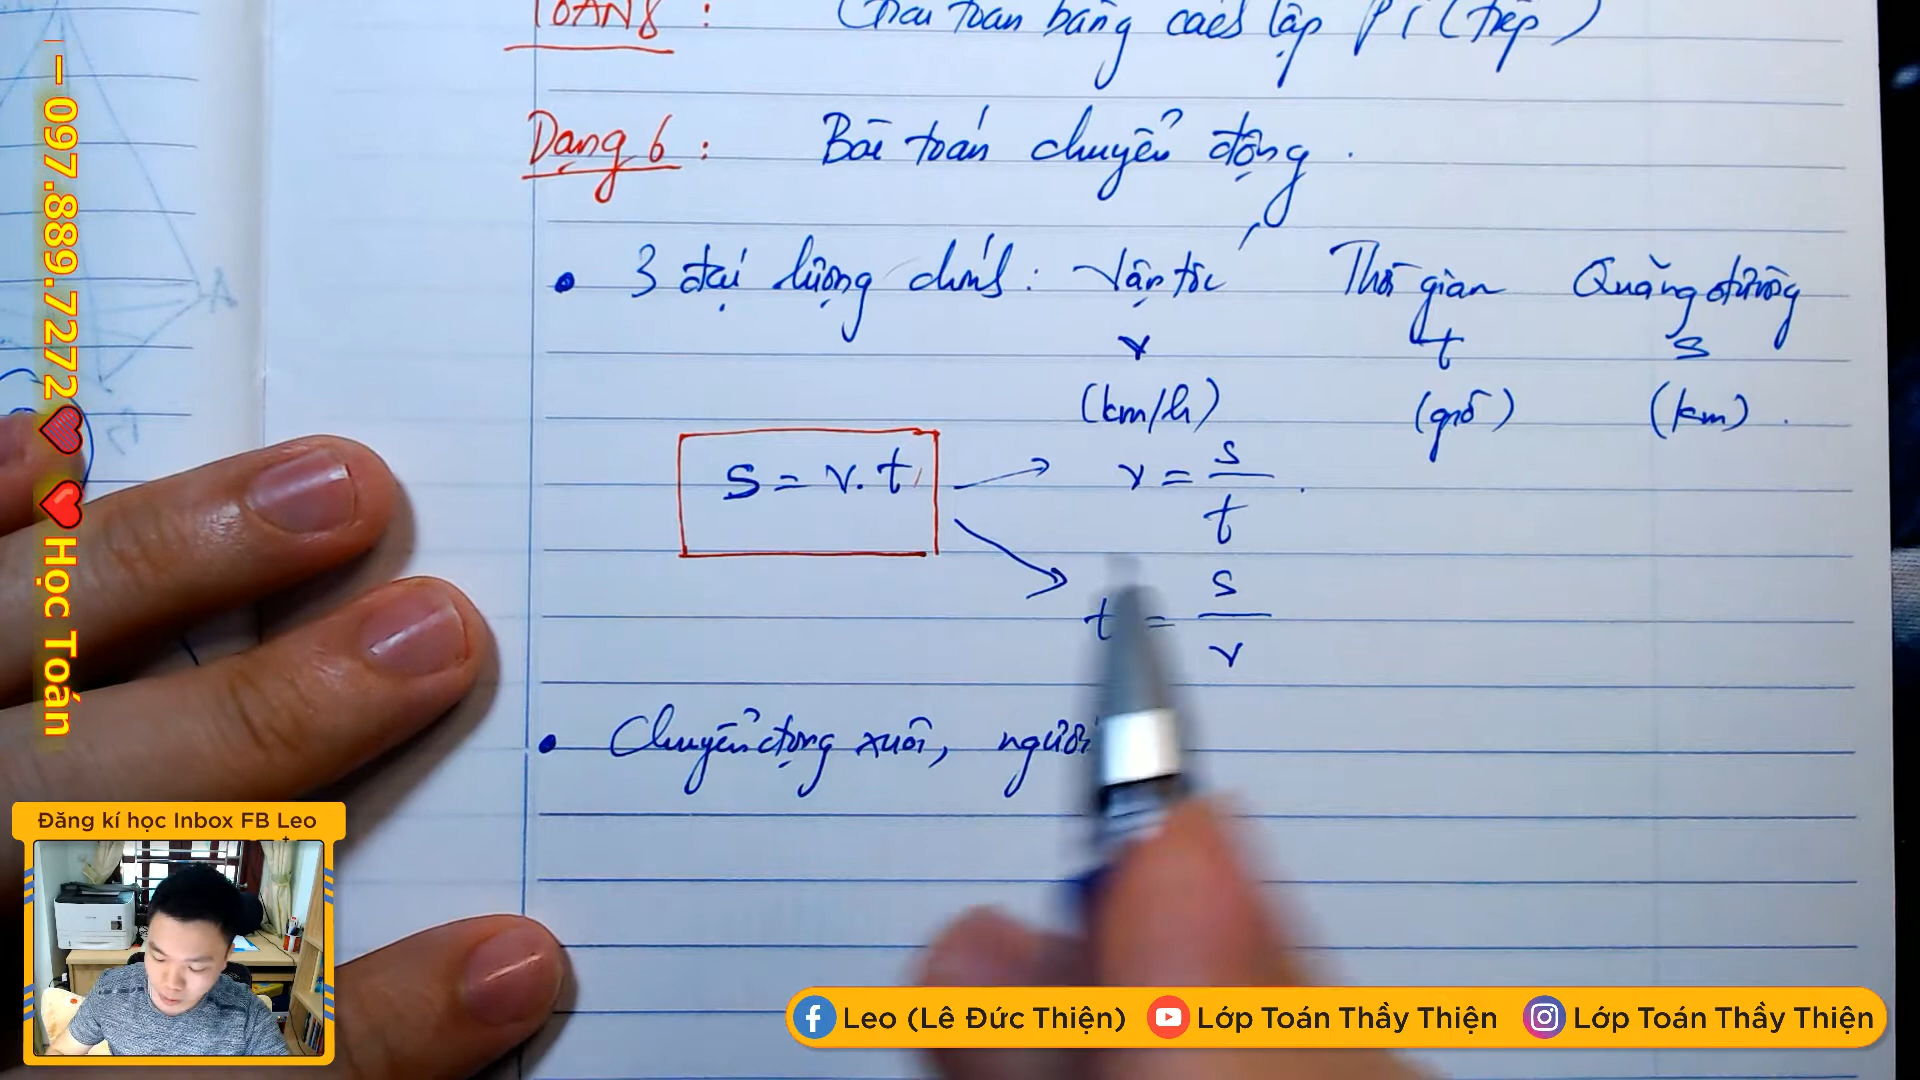 TOÁN 8 : Giải toán bằng cách lập PT (tiếp)
Dạng 6 : Bài toán chuyển động .
• 3 đại lượng chính : Vận tốc Thời gian Quãng đường
v t s
(km/h) (giờ) (km) .
S = v. t v = s/t .
t = s/v
• Chuyển động xuôi, ngược
— 097.889.7272❤️ ❤️ Học Toán
Đăng kí học Inbox FB Leo
Leo (Lê Đức Thiện) Lớp Toán Thầy Thiện Lớp Toán Thầy Thiện